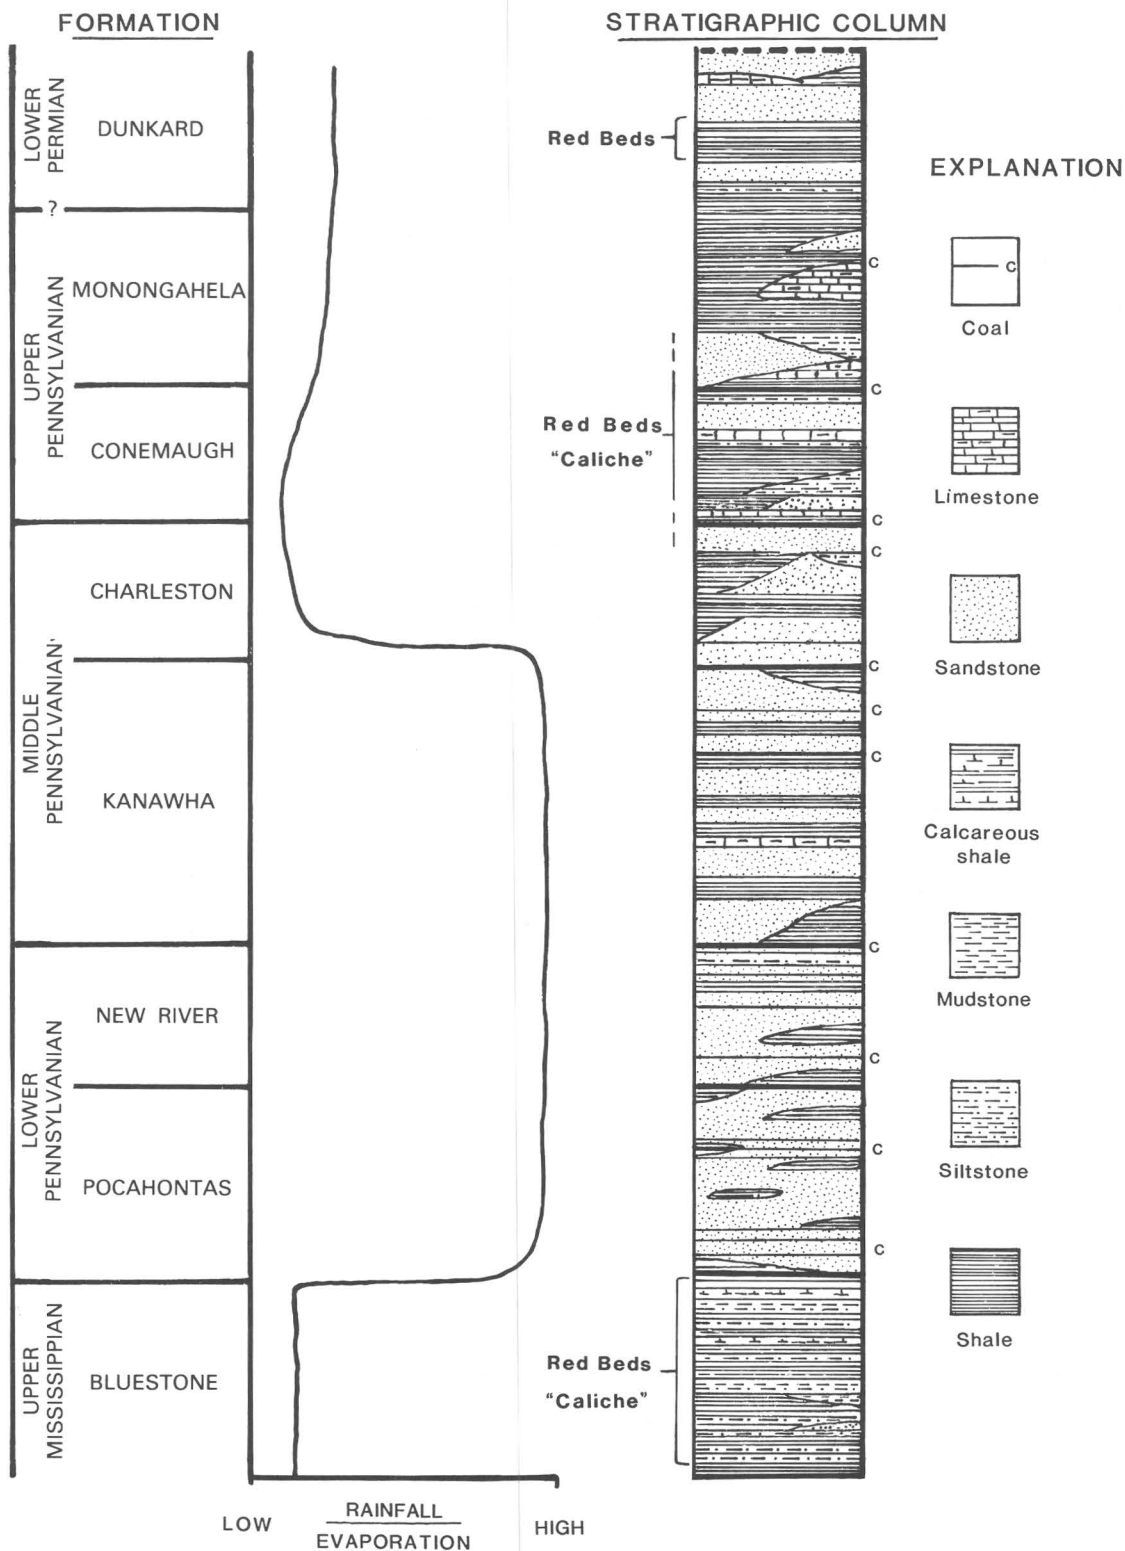 FORMATION
LOWER
PERMIAN
DUNKARD
?
UPPER
PENNSYLVANIAN
MONONGAHELA
CONEMAUGH
MIDDLE
PENNSYLVANIAN'
CHARLESTON
KANAWHA
LOWER
PENNSYLVANIAN
NEW RIVER
POCAHONTAS
UPPER
MISSISSIPPIAN
BLUESTONE
LOW
RAINFALL
EVAPORATION
HIGH
STRATIGRAPHIC COLUMN
Red Beds
C
C
Red Beds
"Caliche"
C
C
C
C
C
C
C
C
C
Red Beds
"Caliche"
EXPLANATION
C
Coal
Limestone
Sandstone
Calcareous
shale
Mudstone
Siltstone
Shale